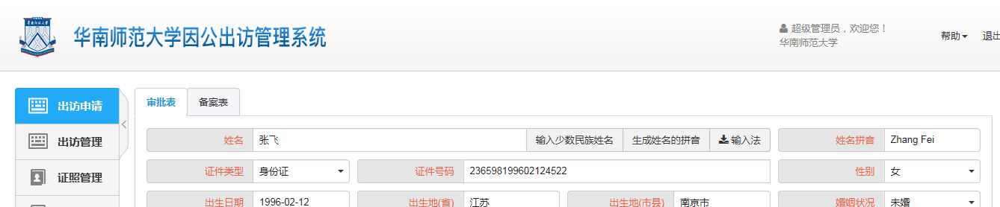 华南师范大学因公出访管理系统
超级管理员，欢迎您！
华南师范大学
帮助
退出
出访申请
出访管理
证照管理
审批表 备案表
姓名 张飞 输入少数民族姓名 生成姓名的拼音 输入法 姓名拼音 Zhang Fei
证件类型 身份证 证件号码 236598199602124522 性别 女
出生日期 1996-02-12 出生地(省) 江苏 出生地(市县) 南京市 婚姻状况 未婚